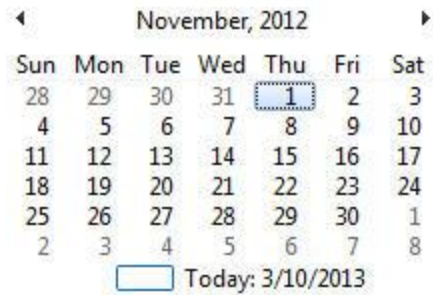 November, 2012
Sun Mon Tue Wed Thu Fri Sat
28 29 30 31 1 2 3
4 5 6 7 8 9 10
11 12 13 14 15 16 17
18 19 20 21 22 23 24
25 26 27 28 29 30 1
2 3 4 5 6 7 8
Today: 3/10/2013